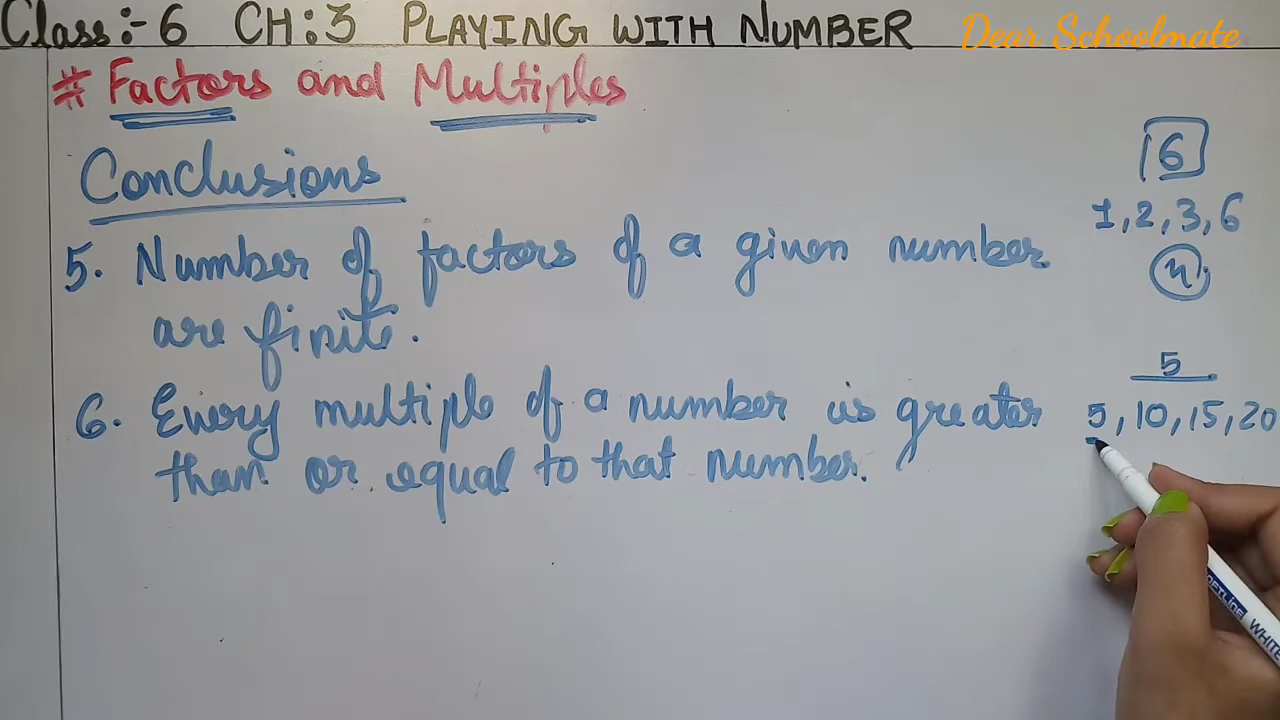 Class:-6 CH:3 PLAYING WITH NUMBER
Dear Schoolmate
# Factors and Multiples
Conclusions
5. Number of factors of a given number
are finite.
6. Every multiple of a number is greater
than or equal to that number.
6
1, 2, 3, 6
4
5
5, 10, 15, 20
OFFLINE WHITE